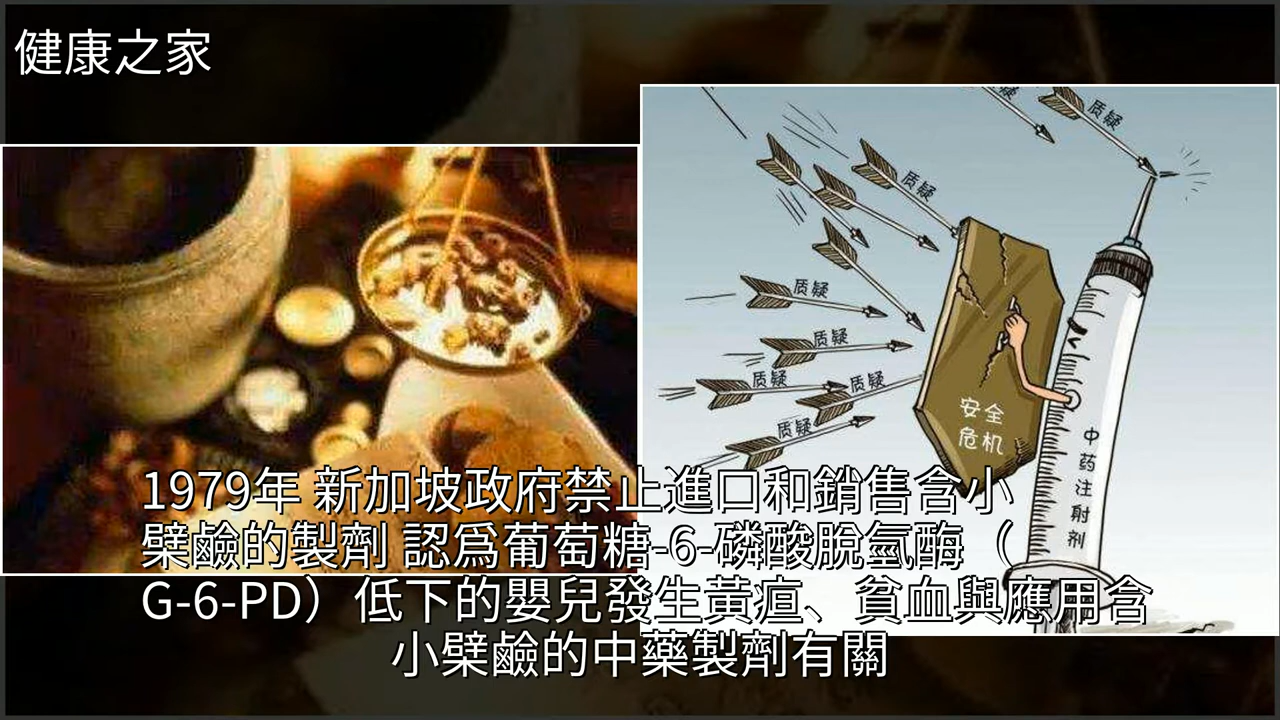 健康之家
质疑
质疑
质疑
质疑
质疑
质疑
质疑
质疑
安全
危机
中药注射剂
1979年 新加坡政府禁止進口和銷售含小
檗鹼的製劑 認爲葡萄糖-6-磷酸脫氫酶（
G-6-PD）低下的嬰兒發生黃疸、貧血與應用含
小檗鹼的中藥製劑有關